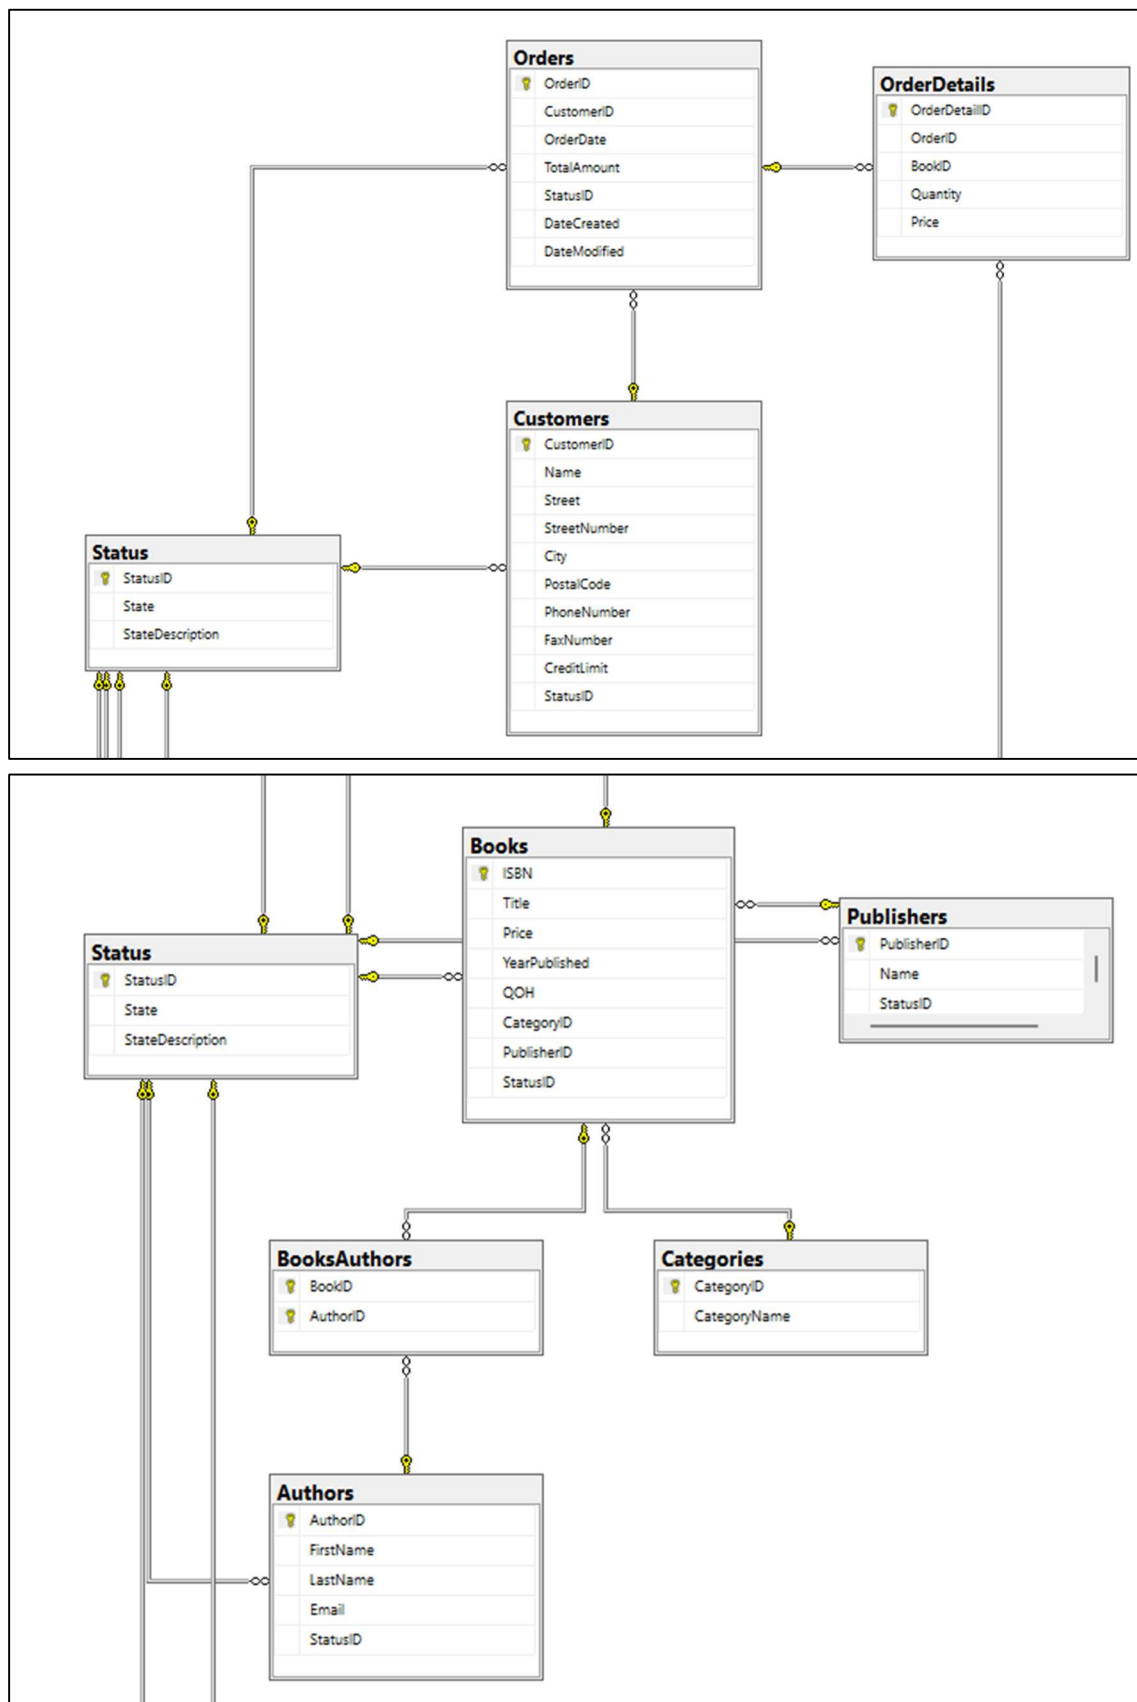 Orders
OrderID
CustomerID
OrderDate
TotalAmount
StatusID
DateCreated
DateModified
OrderDetails
OrderDetailID
OrderID
BookID
Quantity
Price
Customers
CustomerID
Name
Street
StreetNumber
City
PostalCode
PhoneNumber
FaxNumber
CreditLimit
StatusID
Status
StatusID
State
StateDescription
Books
ISBN
Title
Price
YearPublished
QOH
CategoryID
PublisherID
StatusID
Publishers
PublisherID
Name
StatusID
Status
StatusID
State
StateDescription
BooksAuthors
BookID
AuthorID
Categories
CategoryID
CategoryName
Authors
AuthorID
FirstName
LastName
Email
StatusID